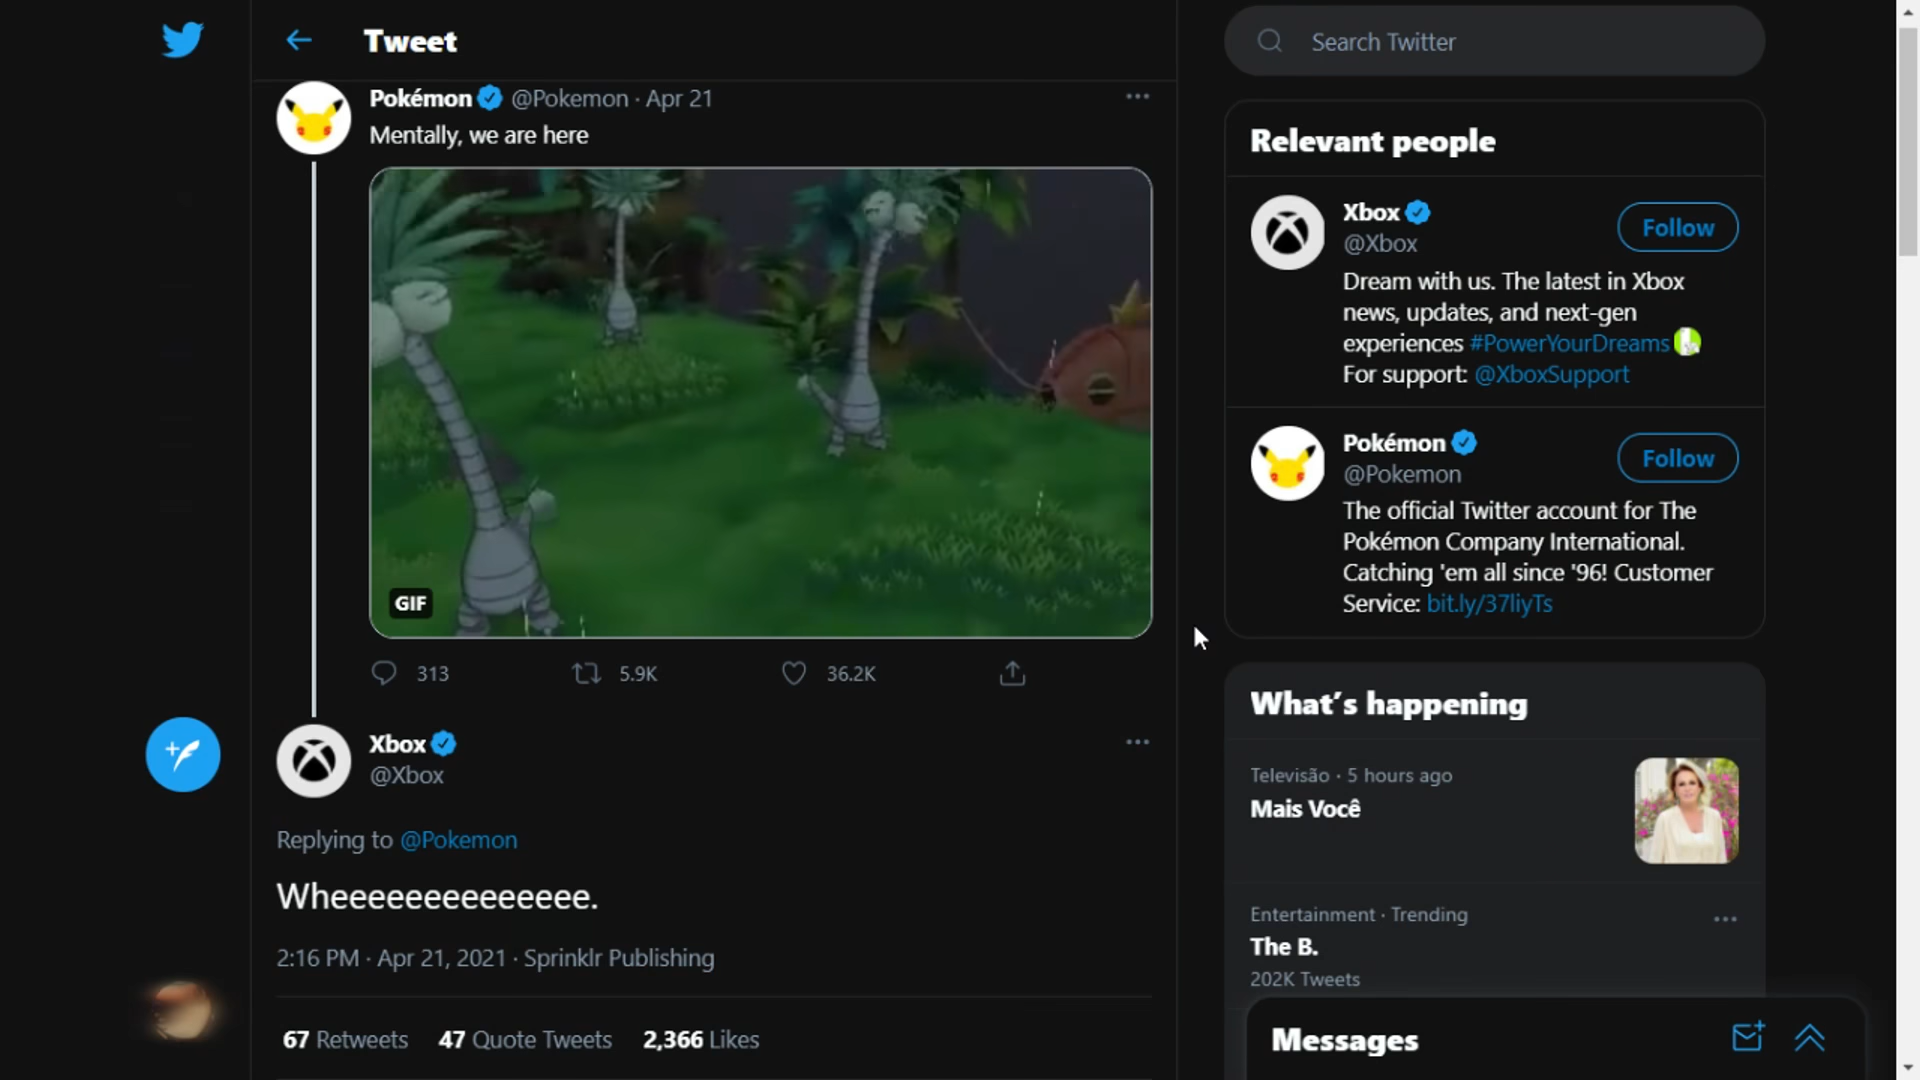 Tweet
Pokémon @Pokemon · Apr 21
Mentally, we are here
GIF
313 5.9K 36.2K
Xbox
@Xbox
Replying to @Pokemon
Wheeeeeeeeeeeeee.
2:16 PM · Apr 21, 2021 · Sprinklr Publishing
67 Retweets 47 Quote Tweets 2,366 Likes
Search Twitter
Relevant people
Xbox
@Xbox
Follow
Dream with us. The latest in Xbox
news, updates, and next-gen
experiences #PowerYourDreams
For support: @XboxSupport
Pokémon
@Pokemon
Follow
The official Twitter account for The
Pokémon Company International.
Catching 'em all since '96! Customer
Service: bit.ly/37liyTs
What's happening
Televisão · 5 hours ago
Mais Você
Entertainment · Trending
The B.
202K Tweets
Messages